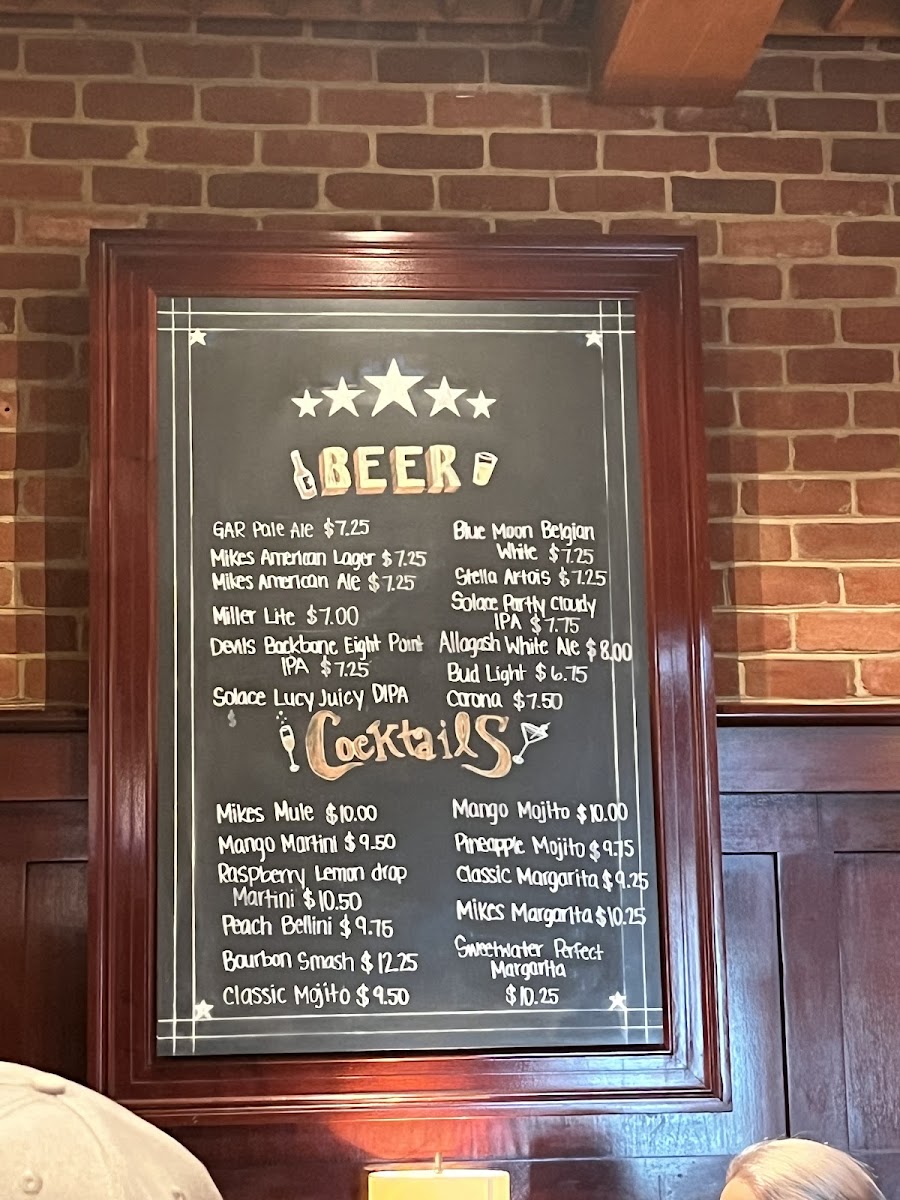 BEER
GAR Pale Ale $7.25
Mikes American Lager $7.25
Mikes American Ale $7.25
Miller Lite $7.00
Devils Backbone Eight Point
IPA $7.25
Solace Lucy Juicy DIPA
$
Blue Moon Belgian
White $7.25
Stella Artois $7.25
Solace Partly Cloudy
IPA $7.75
Allagash White Ale $8.00
Bud Light $6.75
Corona $7.50
Cocktails
Mikes Mule $10.00
Mango Martini $9.50
Raspberry Lemon drop
Martini $10.50
Peach Bellini $9.75
Bourbon Smash $12.25
Classic Mojito $9.50
Mango Mojito $10.00
Pineapple Mojito $9.75
Classic Margarita $9.25
Mikes Margarita $10.25
Sweetwater Perfect
Margarita
$10.25